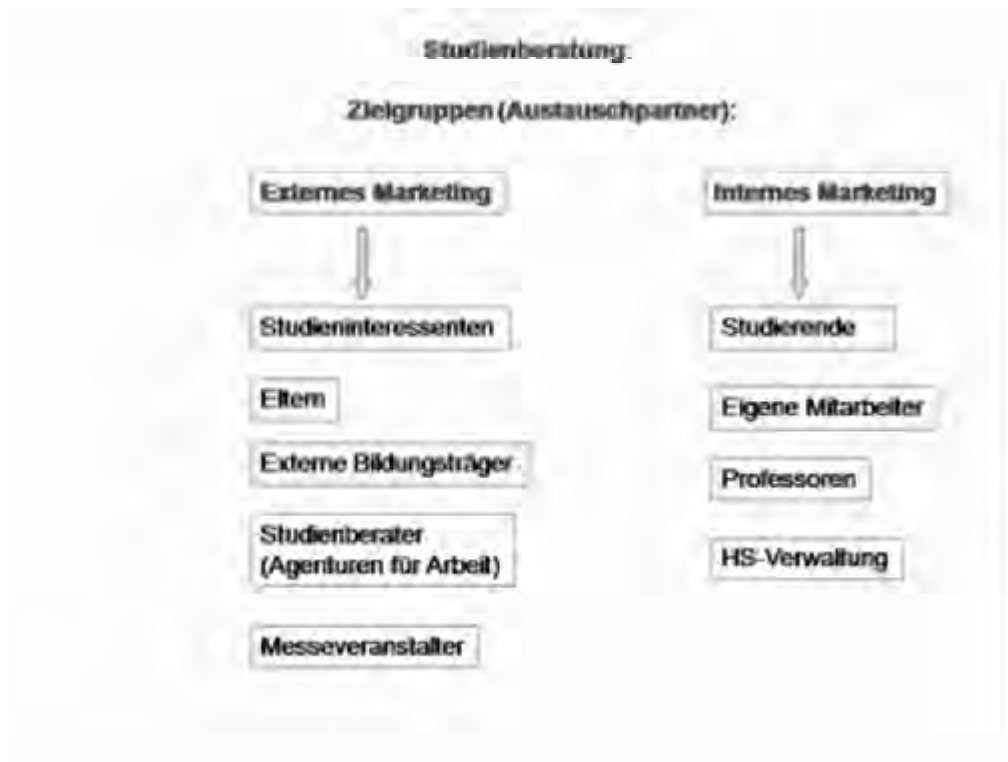 Studienberatung
Zielgruppen (Austauschpartner):
Externes Marketing
Studieninteressenten
Eltern
Externe Bildungsträger
Studienberater
(Agenturen für Arbeit)
Messeveranstalter
Internes Marketing
Studierende
Eigene Mitarbeiter
Professoren
HS-Verwaltung